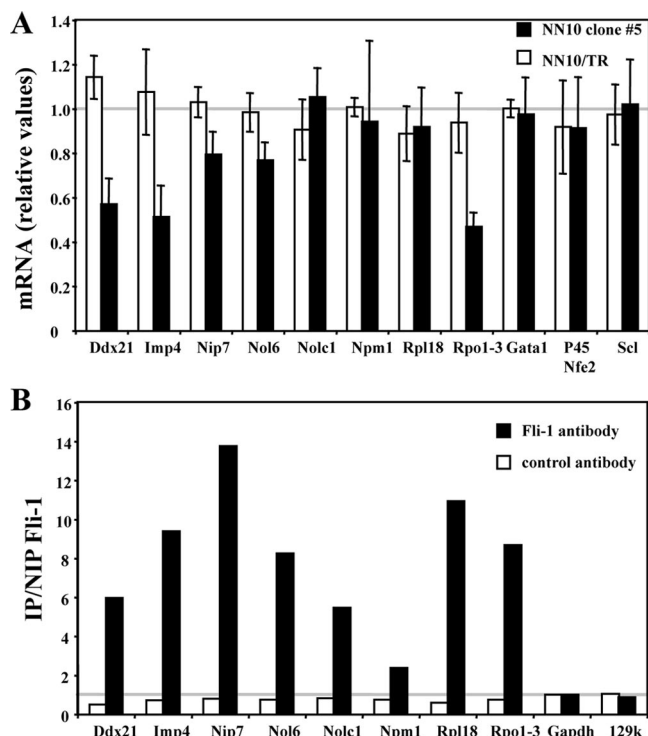 A
NN10 clone #5
NN10/TR
mRNA (relative values)
1.4
1.2
1.0
0.8
0.6
0.4
0.2
0
Ddx21 Imp4 Nip7 Nol6 Nolc1 Npm1 Rpl18 Rpo1-3 Gata1 P45 Scl
Nfe2
B
Fli-1 antibody
control antibody
IP/NIP Fli-1
16
14
12
10
8
6
4
2
0
Ddx21 Imp4 Nip7 Nol6 Nolc1 Npm1 Rpl18 Rpo1-3 Gapdh 129k